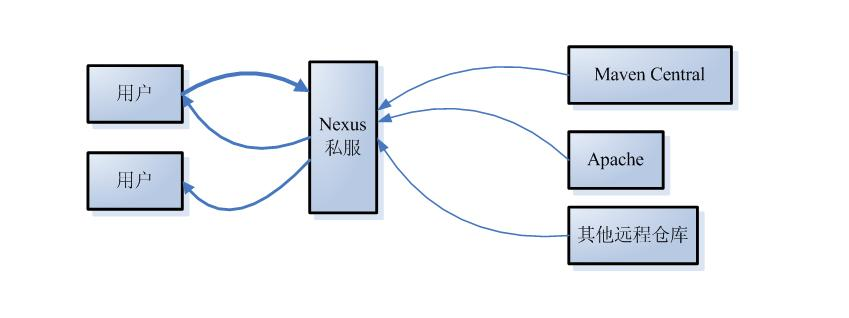 用户
用户
Nexus
私服
Maven Central
Apache
其他远程仓库